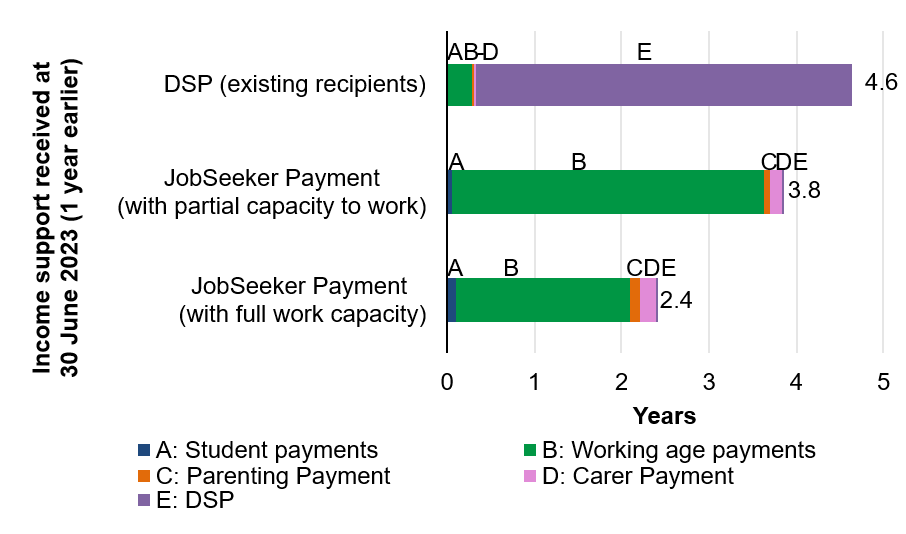 Income support received at
30 June 2023 (1 year earlier)
AB-D E
DSP (existing recipients)
4.6
A B CDE
JobSeeker Payment
(with partial capacity to work)
3.8
A B CDE
JobSeeker Payment
(with full work capacity)
2.4
0 1 2 3 4 5
Years
A: Student payments
B: Working age payments
C: Parenting Payment
D: Carer Payment
E: DSP